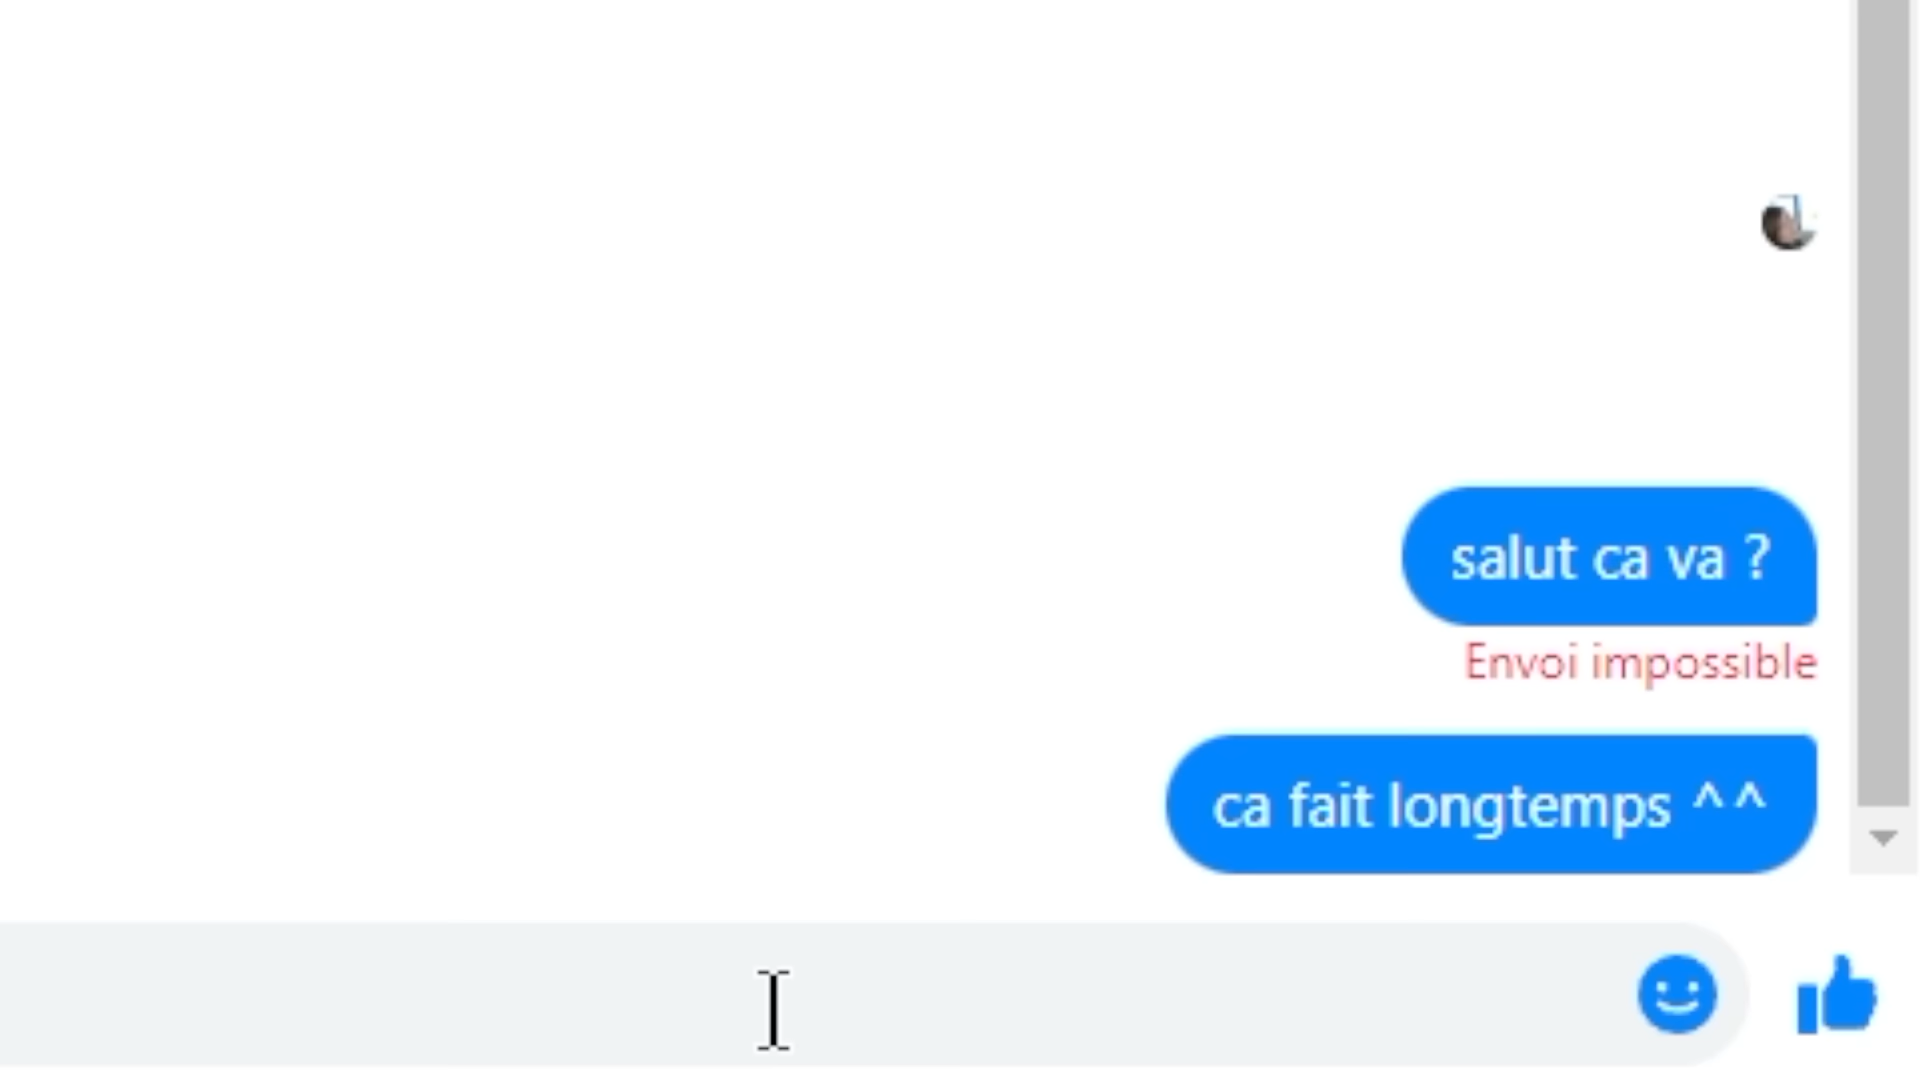 salut ca va ?
Envoi impossible
ca fait longtemps ^^